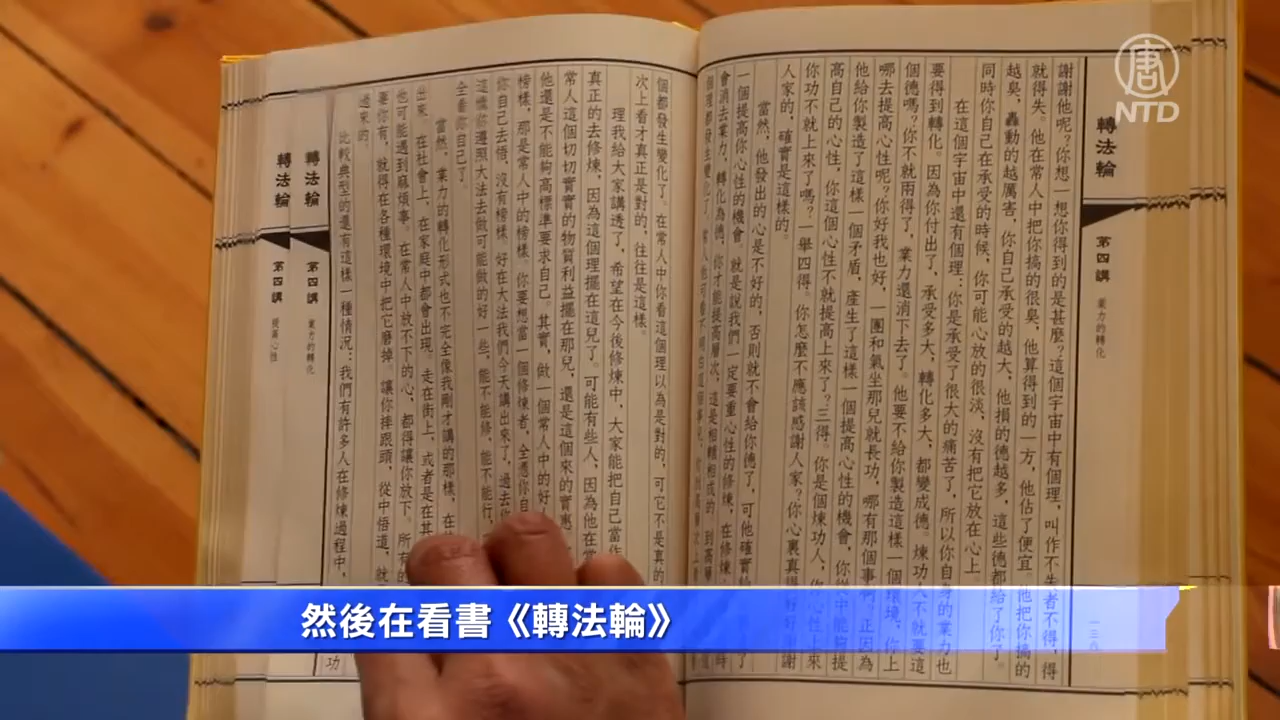 唐
NTD
轉法輪
第四講
業力的轉化
謝謝他呢？你想一想你得到的是甚麼？這個宇宙中有個理，叫作不失者不得，得
就得失。他在常人中把你搞的很臭，他算得到的一方，他佔了便宜。他把你搞的
越臭，轟動的越厲害，你自己承受的越大，他損的德越多，這些德都給了你了。
同時你自己在承受的時候，你可能心放的很淡，沒有把它放在心上。
在這個宇宙中還有個理：你是承受了很大的痛苦了，所以你自身的業力也
要得到轉化。因為你付出了，承受多大，轉化多大，都變成德。煉功人不就要這
個德嗎？你不就兩得了，業力還消下去了。他要不給你製造這樣一個環境，你上
哪去提高心性呢？你好我也好，一團和氣坐那兒就長功，哪有那個事啊？正因為
他給你製造了這樣一個矛盾，產生了這樣一個提高心性的機會，你從中能夠提
高自己的心性，你這個心性不就提高上來了？三得。你是個煉功人，你心性上來
你功不就上來了嗎？一舉四得。你怎麼不應該感謝人家？你心裏真得好好謝謝
人家的，確實是這樣的。
當然，他發出的心是不好的，否則就不會給你德了，可他確實給
一個提高你心性的機會。就是說我們一定要重心性的修煉，在修煉
會消去業力，轉化為德，你才能提高層次，這是相輔相成的。到高層
個都發生變化了。在常人中你看這個理以為是對的，可它不是真的
次上看才真正是對的，往往是這樣。
理我給大家講透了，希望在今後修煉中，大家能把自己當作
真正的去修煉，因為這個理擺在這兒了。可能有些人，因為他在常
常人這個切切實實的物質利益擺在那兒，還是這個來的實惠
他還是不能夠高標準要求自己。其實，做一個常人中的好
榜樣，那是常人中的榜樣。你要想當一個修煉者，全憑你自
你自己去悟，沒有榜樣。好在大法我們今天講出來了，過去你
這懷你遵照大法去做可能做的好一些，能不能修，能不能行，
全看你自己了。
當然，業力的轉化形式也不完全像我剛才講的那樣，在
出來。在社會上，在家庭中都會出現。走在街上，或者是在其
也可能遇到麻煩事。在常人中放不下的心，都得讓你放下。所有的
要你有，就得在各種環境中把它磨掉。讓你摔跟頭，從中悟道，就
過來的。
比較典型的還有這樣一種情況：我們有許多人在修煉過程中，
功
轉法輪
第四講
業力的轉化
轉法輪
第四講
提高心性
然後在看書《轉法輪》